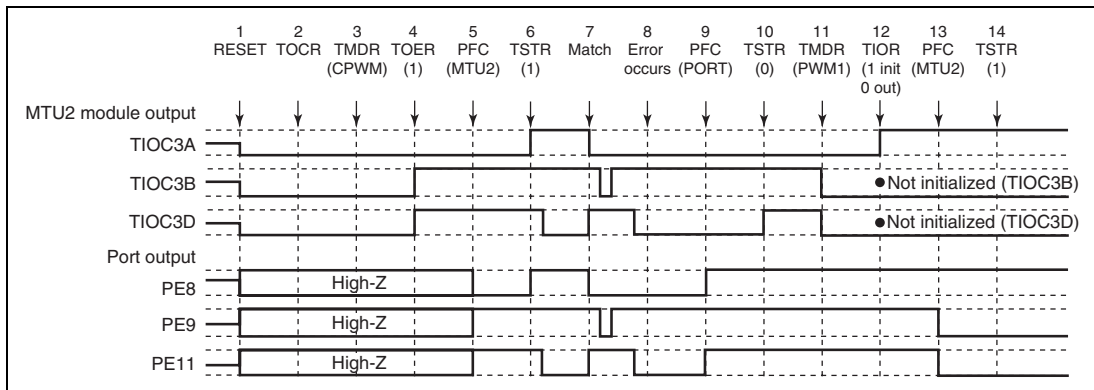 1 2 3 4 5 6 7 8 9 10 11 12 13 14
RESET TOCR TMDR TOER PFC TSTR Match Error PFC TSTR TMDR TIOR PFC TSTR
(CPWM) (1) (MTU2) (1) occurs (PORT) (0) (PWM1) (1 init (MTU2) (1)
0 out)
MTU2 module output
TIOC3A
TIOC3B ●Not initialized (TIOC3B)
TIOC3D ●Not initialized (TIOC3D)
Port output
PE8 High-Z
PE9 High-Z
PE11 High-Z